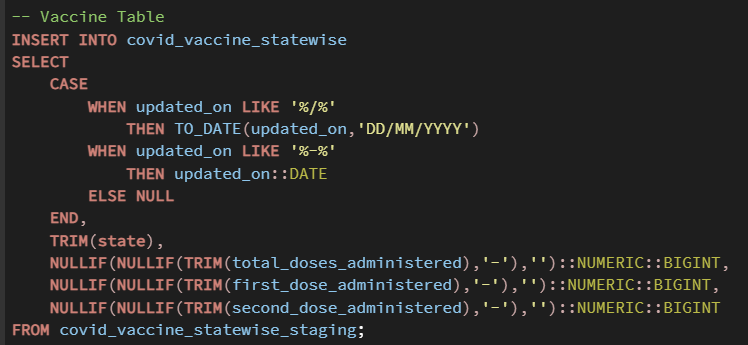 -- Vaccine Table
INSERT INTO covid_vaccine_statewise
SELECT
    CASE
        WHEN updated_on LIKE '%/%'
            THEN TO_DATE(updated_on,'DD/MM/YYYY')
        WHEN updated_on LIKE '%-%'
            THEN updated_on::DATE
        ELSE NULL
    END,
    TRIM(state),
    NULLIF(NULLIF(TRIM(total_doses_administered),'-'),'')::NUMERIC::BIGINT,
    NULLIF(NULLIF(TRIM(first_dose_administered),'-'),'')::NUMERIC::BIGINT,
    NULLIF(NULLIF(TRIM(second_dose_administered),'-'),'')::NUMERIC::BIGINT
FROM covid_vaccine_statewise_staging;